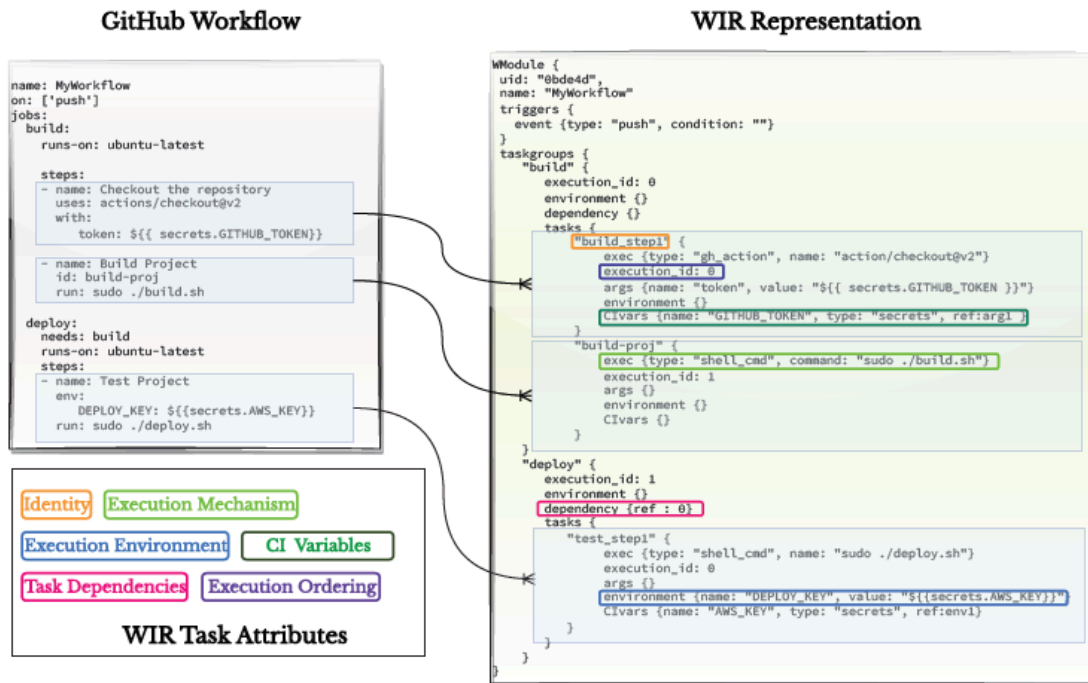 GitHub Workflow
name: MyWorkflow
on: ['push']
jobs:
build:
runs-on: ubuntu-latest
steps:
- name: Checkout the repository
uses: actions/checkout@v2
with:
token: ${{ secrets.GITHUB_TOKEN}}
- name: Build Project
id: build-proj
run: sudo ./build.sh
deploy:
needs: build
runs-on: ubuntu-latest
steps:
- name: Test Project
env:
DEPLOY_KEY: ${{secrets.AWS_KEY}}
run: sudo ./deploy.sh
Identity
Execution Mechanism
Execution Environment
CI Variables
Task Dependencies
Execution Ordering
WIR Task Attributes
WIR Representation
WModule {
uid: "0bde4d",
name: "MyWorkflow"
triggers {
event {type: "push", condition: ""}
}
taskgroups {
"build" {
execution_id: 0
environment {}
dependency {}
tasks {
"build_step1" {
exec {type: "gh_action", name: "action/checkout@v2"}
execution_id: 0
args {name: "token", value: "${{ secrets.GITHUB_TOKEN }}"}
environment {}
CIvars {name: "GITHUB_TOKEN", type: "secrets", ref:arg1 }
}
"build-proj" {
exec {type: "shell_cmd", command: "sudo ./build.sh"}
execution_id: 1
args {}
environment {}
CIvars {}
}
}
"deploy" {
execution_id: 1
environment {}
dependency {ref : 0}
tasks {
"test_step1" {
exec {type: "shell_cmd", name: "sudo ./deploy.sh"}
execution_id: 0
args {}
environment {name: "DEPLOY_KEY", value: "${{secrets.AWS_KEY}}"
CIvars {name: "AWS_KEY", type: "secrets", ref:env1}
}
}
}
}